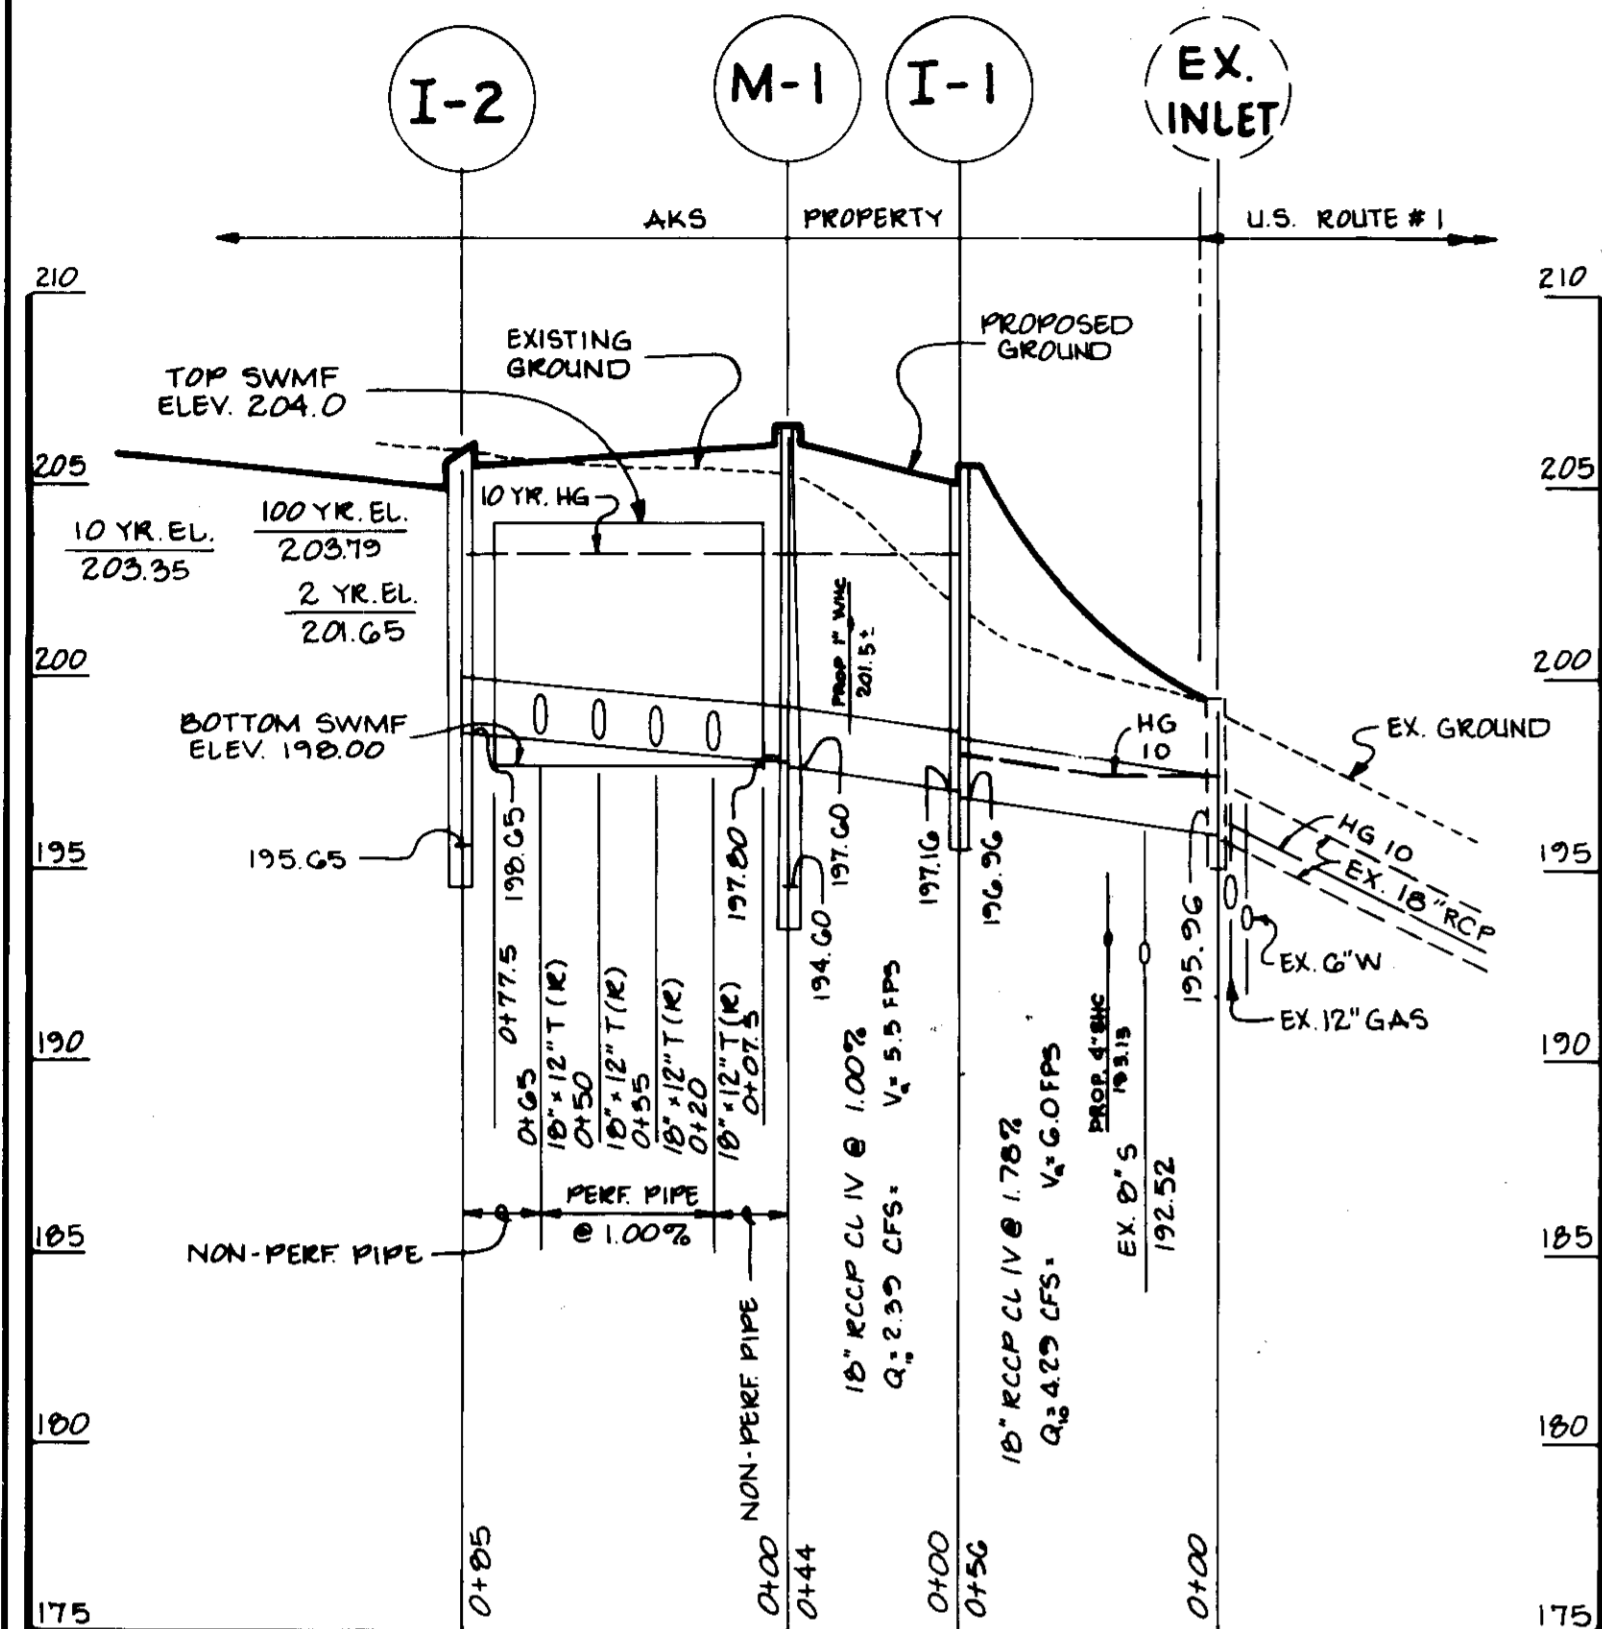 I-2
M-1
I-1
EX.
INLET
AKS PROPERTY
U.S. ROUTE #1
210
210
EXISTING
GROUND
PROPOSED
GROUND
TOP SWMF
ELEV. 204.0
205
205
10 YR. HG
10 YR. EL.
203.35
100 YR. EL.
203.79
2 YR. EL.
201.65
PROP 1" WHC
201.5±
200
200
BOTTOM SWMF
ELEV. 198.00
HG
10
EX. GROUND
195
195
195.65
198.65
197.80
197.60
194.60
197.16
196.96
195.96
HG 10
EX. 18" RCP
EX. 6" W
EX. 12" GAS
190
190
0+77.5
0+65
18" x 12" T (R)
0+50
18" x 12" T (R)
0+35
18" x 12" T (R)
0+20
18" x 12" T (R)
0+07.5
PERF. PIPE
@ 1.00%
NON-PERF. PIPE
NON-PERF. PIPE
18" RCCP CL IV @ 1.00%
Q10 = 2.39 CFS = Va = 5.5 FPS
18" RCCP CL IV @ 1.78%
Q10 = 4.29 CFS = Va = 6.0 FPS
PROP. 4" SHC
193.13
EX. 8" S
192.52
185
185
180
180
175
175
0+85
0+00
0+44
0+00
0+56
0+00